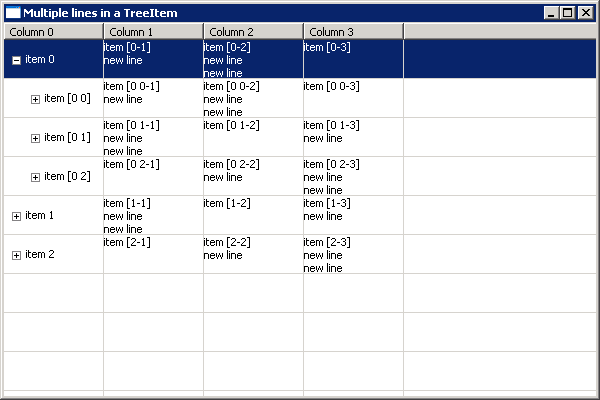 Multiple lines in a TreeItem
Column 0 Column 1 Column 2 Column 3
item 0
item [0-1]
new line
item [0-2]
new line
new line
item [0-3]
item [0 0]
item [0 0-1]
new line
item [0 0-2]
new line
new line
item [0 0-3]
item [0 1]
item [0 1-1]
new line
new line
item [0 1-2]
item [0 1-3]
new line
item [0 2]
item [0 2-1]
item [0 2-2]
new line
item [0 2-3]
new line
new line
item 1
item [1-1]
new line
new line
item [1-2]
item [1-3]
new line
item 2
item [2-1]
item [2-2]
new line
item [2-3]
new line
new line